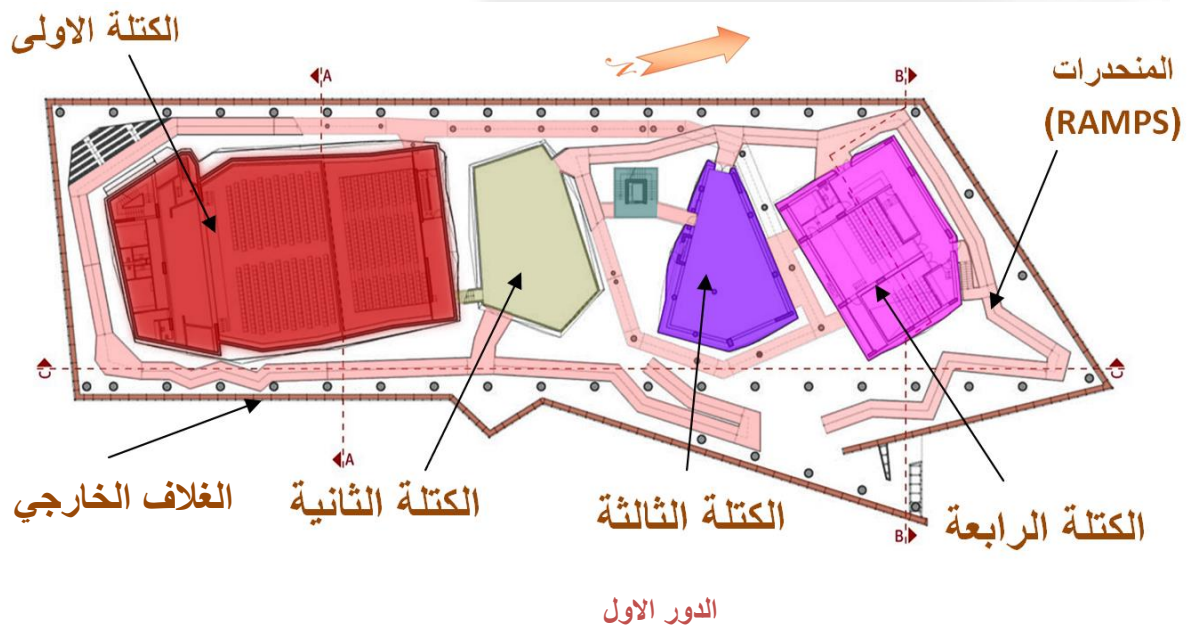 الكتلة الاولى
N
A
B
المنحدرات
(RAMPS)
C
C
A
الغلاف الخارجي
الكتلة الثانية
الكتلة الثالثة
الكتلة الرابعة
B
الدور الاول